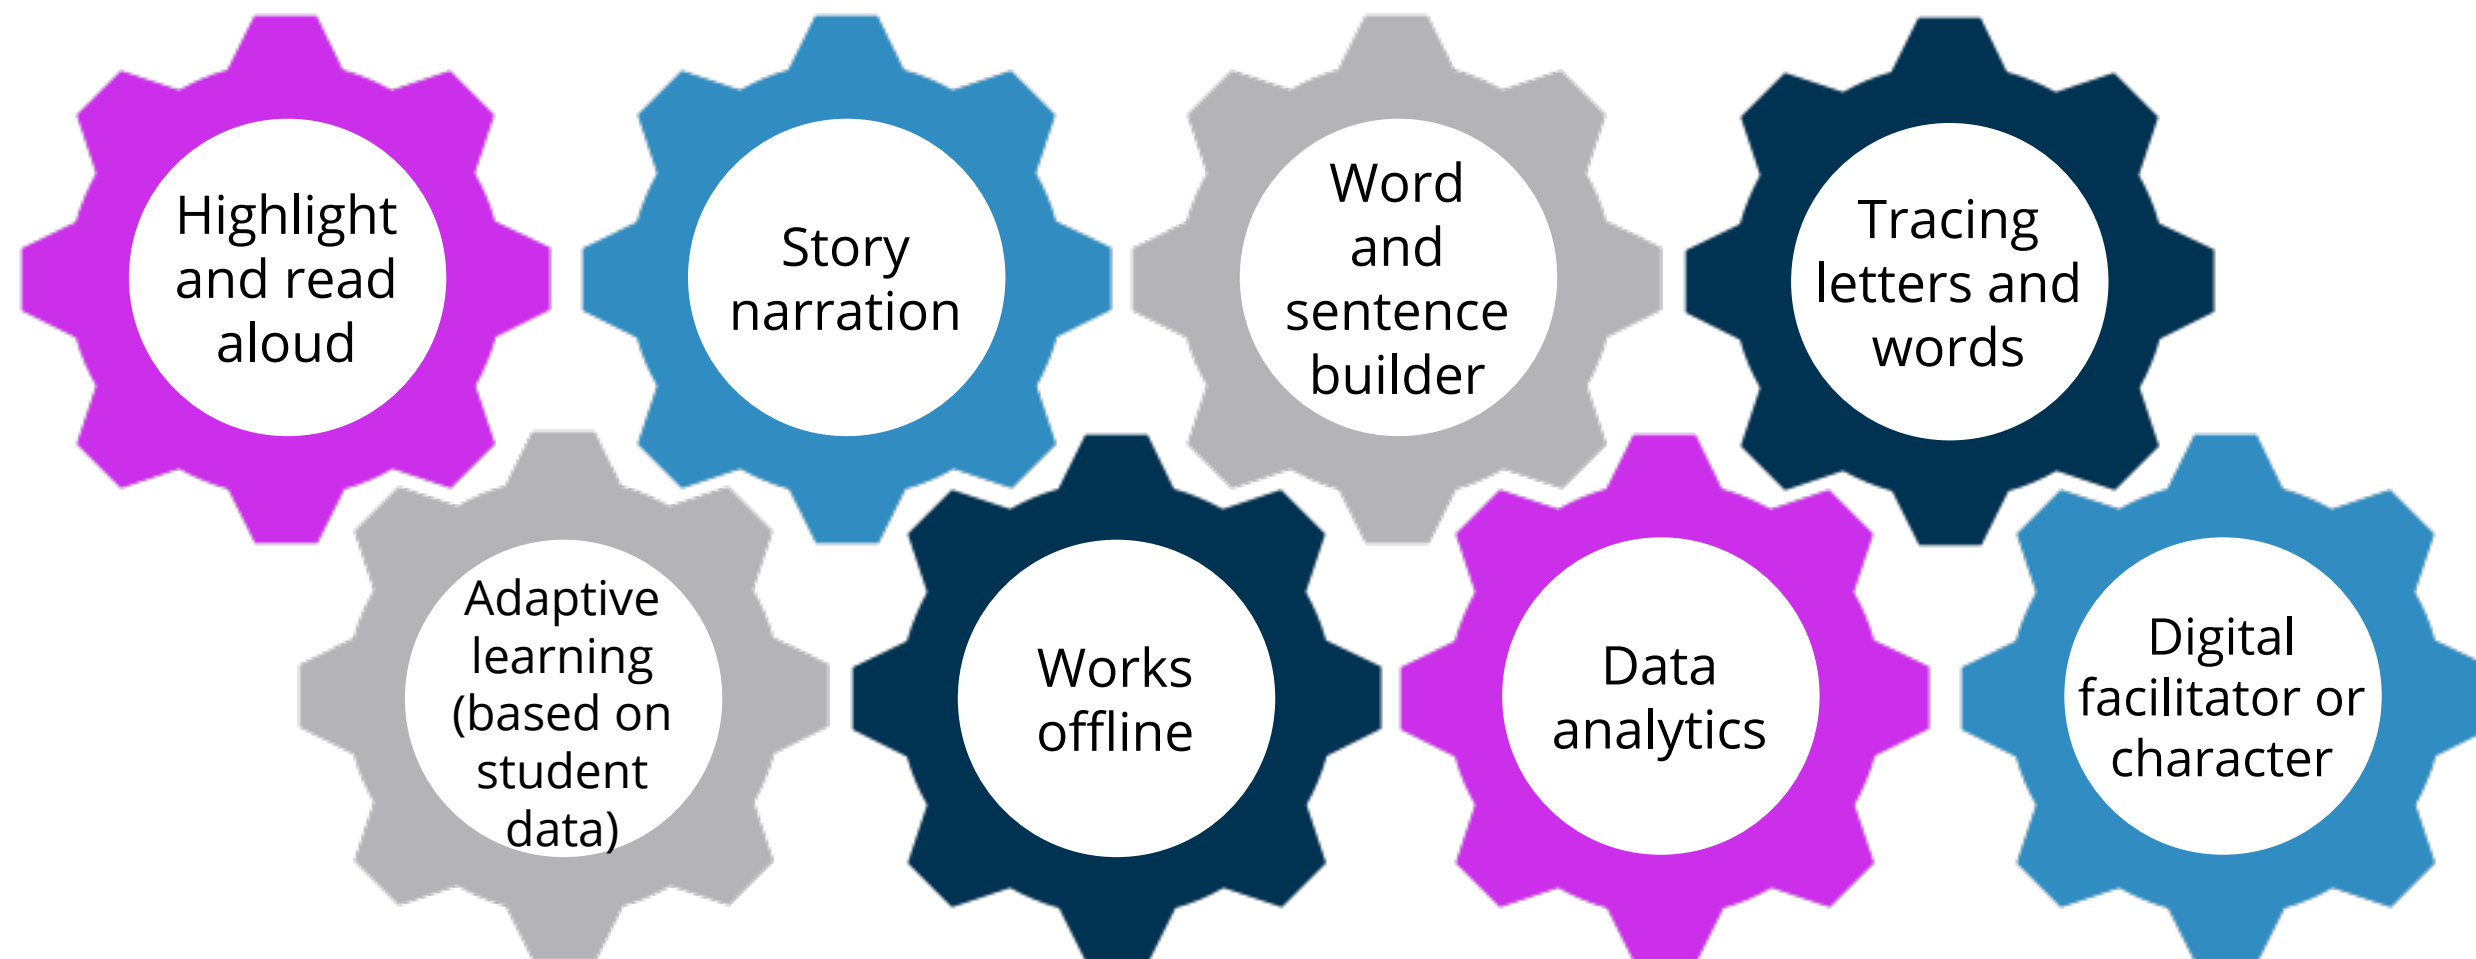 Highlight
and read
aloud
Story
narration
Word
and
sentence
builder
Tracing
letters and
words
Adaptive
learning
(based on
student
data)
Works
offline
Data
analytics
Digital
facilitator or
character